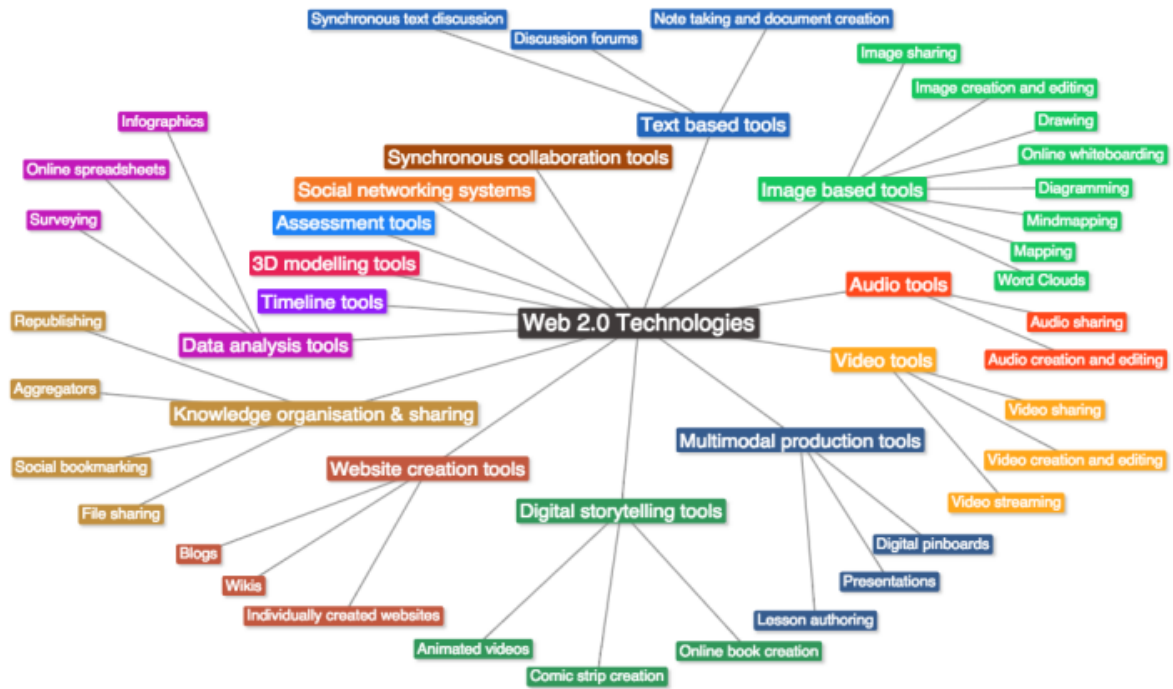 Synchronous text discussion
Note taking and document creation
Discussion forums
Image sharing
Image creation and editing
Infographics
Text based tools
Drawing
Synchronous collaboration tools
Online whiteboarding
Online spreadsheets
Social networking systems
Image based tools
Diagramming
Surveying
Assessment tools
Mindmapping
Mapping
3D modelling tools
Word Clouds
Audio tools
Timeline tools
Republishing
Web 2.0 Technologies
Audio sharing
Data analysis tools
Video tools
Audio creation and editing
Aggregators
Knowledge organisation & sharing
Video sharing
Multimodal production tools
Social bookmarking
Website creation tools
Video creation and editing
File sharing
Digital storytelling tools
Video streaming
Blogs
Digital pinboards
Wikis
Presentations
Individually created websites
Lesson authoring
Animated videos
Online book creation
Comic strip creation